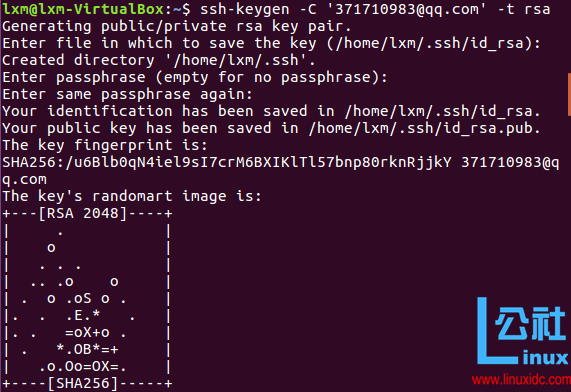 lxm@lxm-VirtualBox:~$ ssh-keygen -C '371710983@qq.com' -t rsa
Generating public/private rsa key pair.
Enter file in which to save the key (/home/lxm/.ssh/id_rsa):
Created directory '/home/lxm/.ssh'.
Enter passphrase (empty for no passphrase):
Enter same passphrase again:
Your identification has been saved in /home/lxm/.ssh/id_rsa.
Your public key has been saved in /home/lxm/.ssh/id_rsa.pub.
The key fingerprint is:
SHA256:/u6Blb0qN4iel9sI7crM6BXIKlTl57bnp80rknRjjkY 371710983@q
q.com
The key's randomart image is:
+---[RSA 2048]----+
|     .           |
|    o            |
|   . . .         |
|  .. .o    o     |
| .  o .oS o .    |
|.  .  .E.*   .   |
|. .   =oX+o .    |
| .   *.OB*=+     |
|   .o.Oo=OX=.    |
+----[SHA256]-----+
公社
Linux
www.linuxidc.com